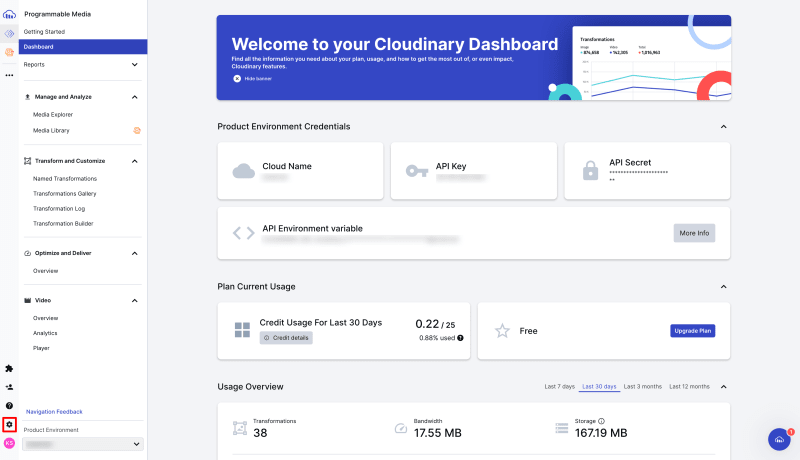 Programmable Media
Getting Started
Dashboard
Reports
Manage and Analyze
Media Explorer
Media Library
Transform and Customize
Named Transformations
Transformations Gallery
Transformation Log
Transformation Builder
Optimize and Deliver
Overview
Video
Overview
Analytics
Player
Navigation Feedback
Product Environment
KS
Welcome to your Cloudinary Dashboard
Find all the information you need about your plan, usage, and how to get the most out of, or even impact,
Cloudinary features.
Hide banner
Transformations
874,658
142,305
1,016,963
Product Environment Credentials
Cloud Name
API Key
API Secret
*********************
**
API Environment variable
More Info
Plan Current Usage
Credit Usage For Last 30 Days
Credit details
0.22 / 25
0.88% used
Free
Upgrade Plan
Usage Overview
Last 7 days
Last 30 days
Last 3 months
Last 12 months
Transformations
38
Bandwidth
17.55 MB
Storage
167.19 MB
1